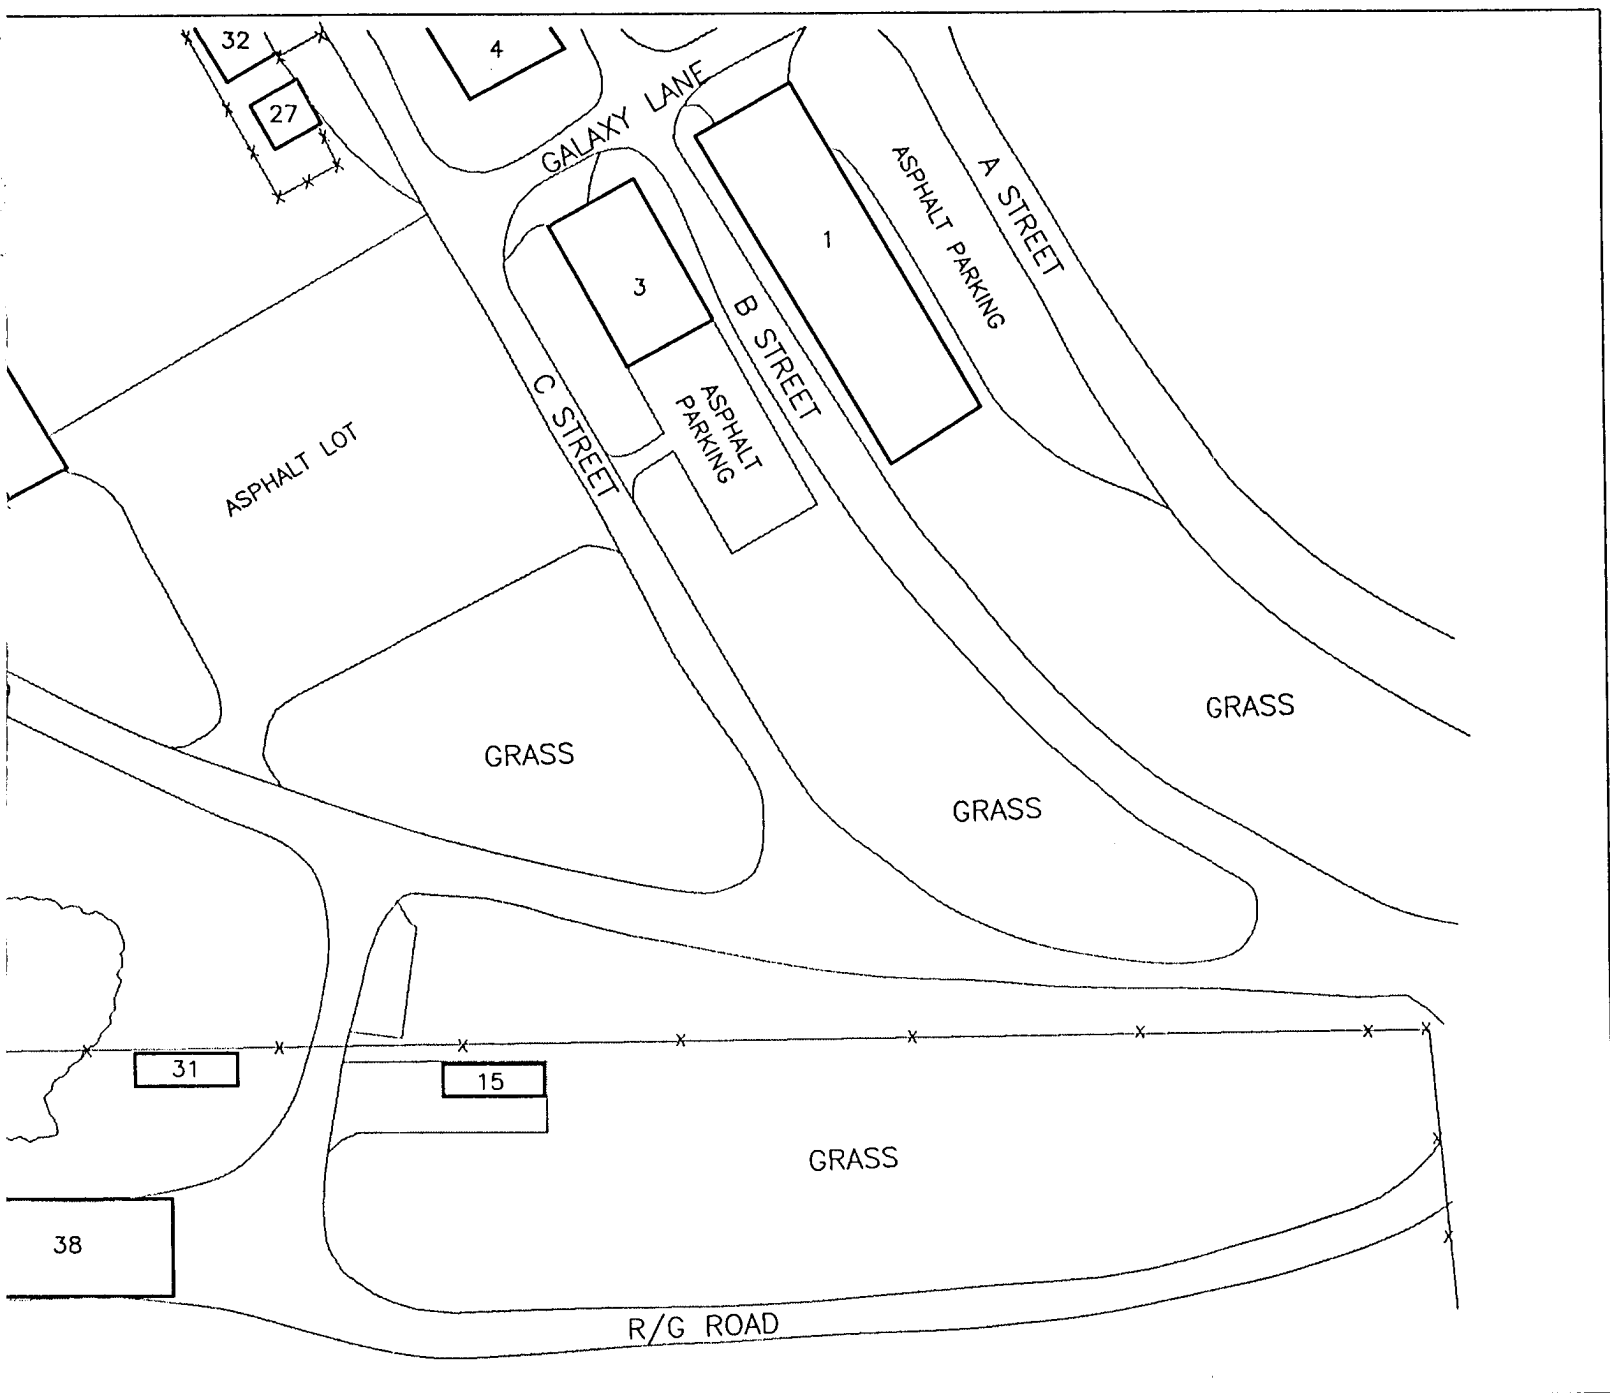 32
4
27
GALAXY LANE
ASPHALT PARKING
A STREET
1
3
B STREET
C STREET
ASPHALT
PARKING
ASPHALT LOT
GRASS
GRASS
GRASS
31
15
GRASS
38
R/G ROAD